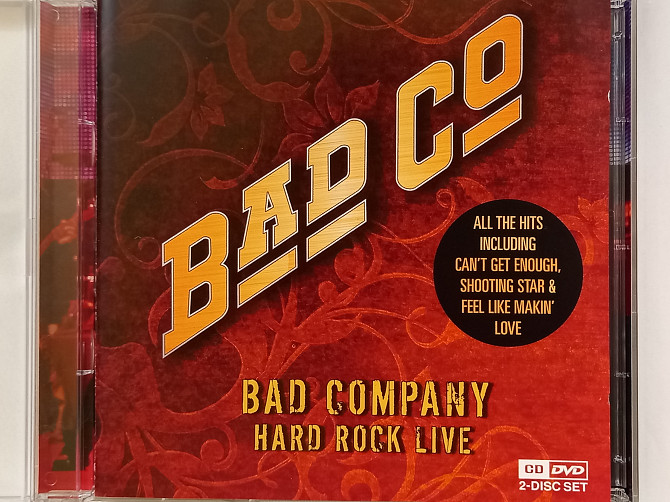 BAD CO
ALL THE HITS
INCLUDING
CAN'T GET ENOUGH,
SHOOTING STAR &
FEEL LIKE MAKIN'
LOVE
BAD COMPANY
HARD ROCK LIVE
CD DVD
2-DISC SET